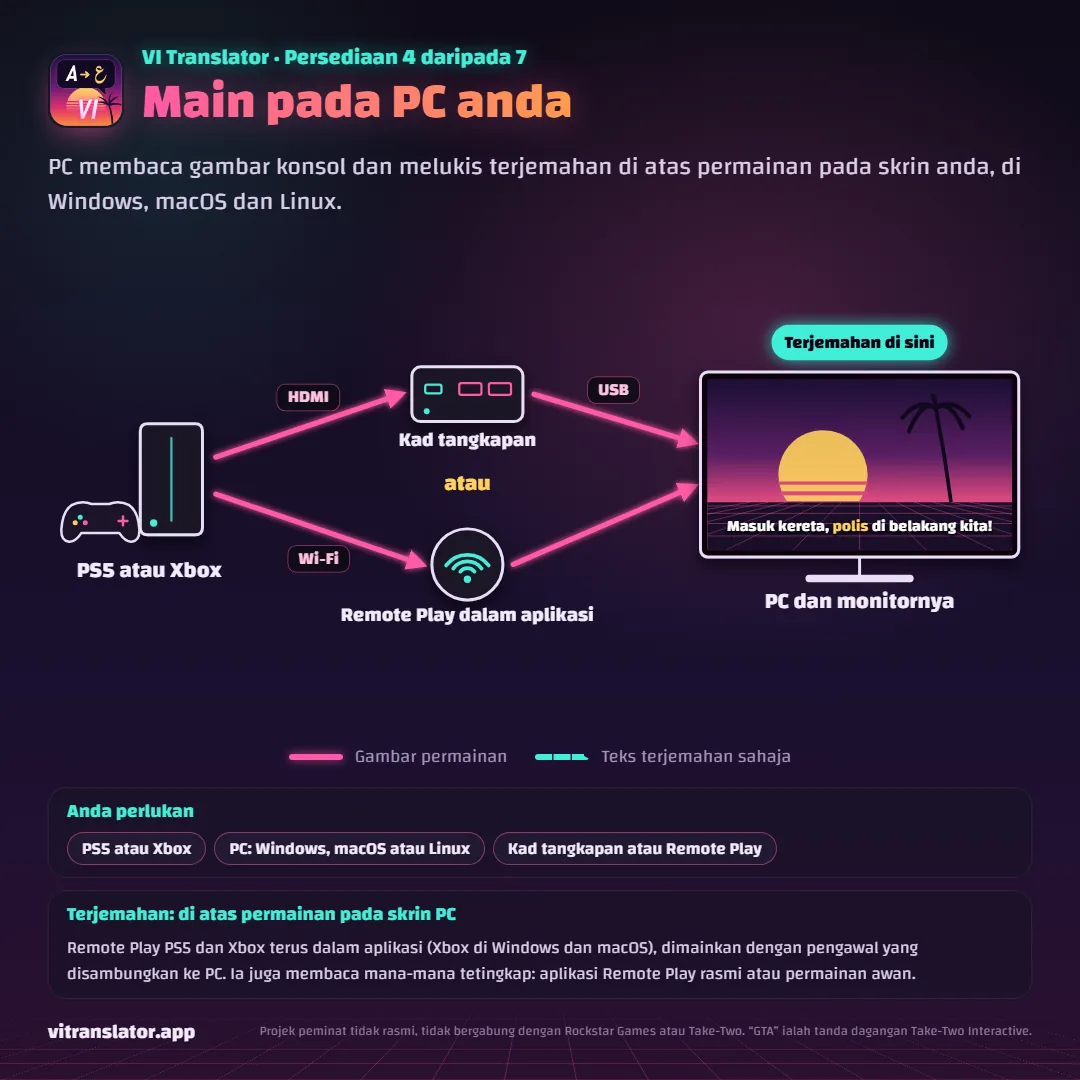 A→ع
VI
VI Translator · Persediaan 4 daripada 7
Main pada PC anda
PC membaca gambar konsol dan melukis terjemahan di atas permainan pada skrin anda, di
Windows, macOS dan Linux.
Terjemahan di sini
HDMI
USB
Kad tangkapan
atau
Masuk kereta, polis di belakang kita!
Wi-Fi
PS5 atau Xbox
Remote Play dalam aplikasi
PC dan monitornya
Gambar permainan
Teks terjemahan sahaja
Anda perlukan
PS5 atau Xbox
PC: Windows, macOS atau Linux
Kad tangkapan atau Remote Play
Terjemahan: di atas permainan pada skrin PC
Remote Play PS5 dan Xbox terus dalam aplikasi (Xbox di Windows dan macOS), dimainkan dengan pengawal yang
disambungkan ke PC. Ia juga membaca mana-mana tetingkap: aplikasi Remote Play rasmi atau permainan awan.
vitranslator.app
Projek peminat tidak rasmi, tidak bergabung dengan Rockstar Games atau Take-Two. “GTA” ialah tanda dagangan Take-Two Interactive.